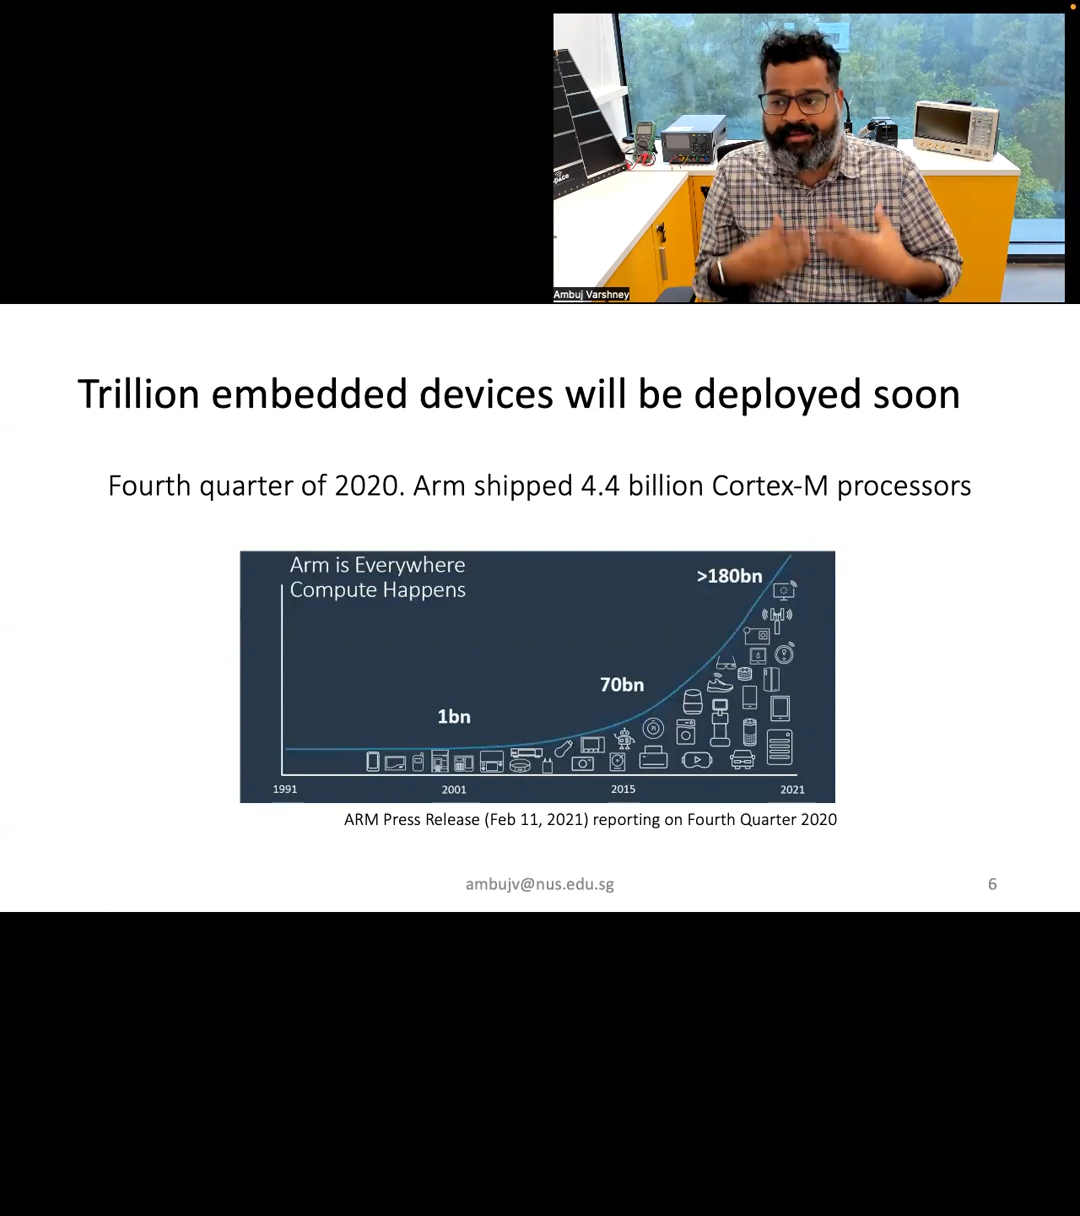 Ambuj Varshney
Trillion embedded devices will be deployed soon
Fourth quarter of 2020. Arm shipped 4.4 billion Cortex-M processors
Arm is Everywhere
Compute Happens
>180bn
70bn
1bn
1991 2001 2015 2021
ARM Press Release (Feb 11, 2021) reporting on Fourth Quarter 2020
ambujv@nus.edu.sg 6